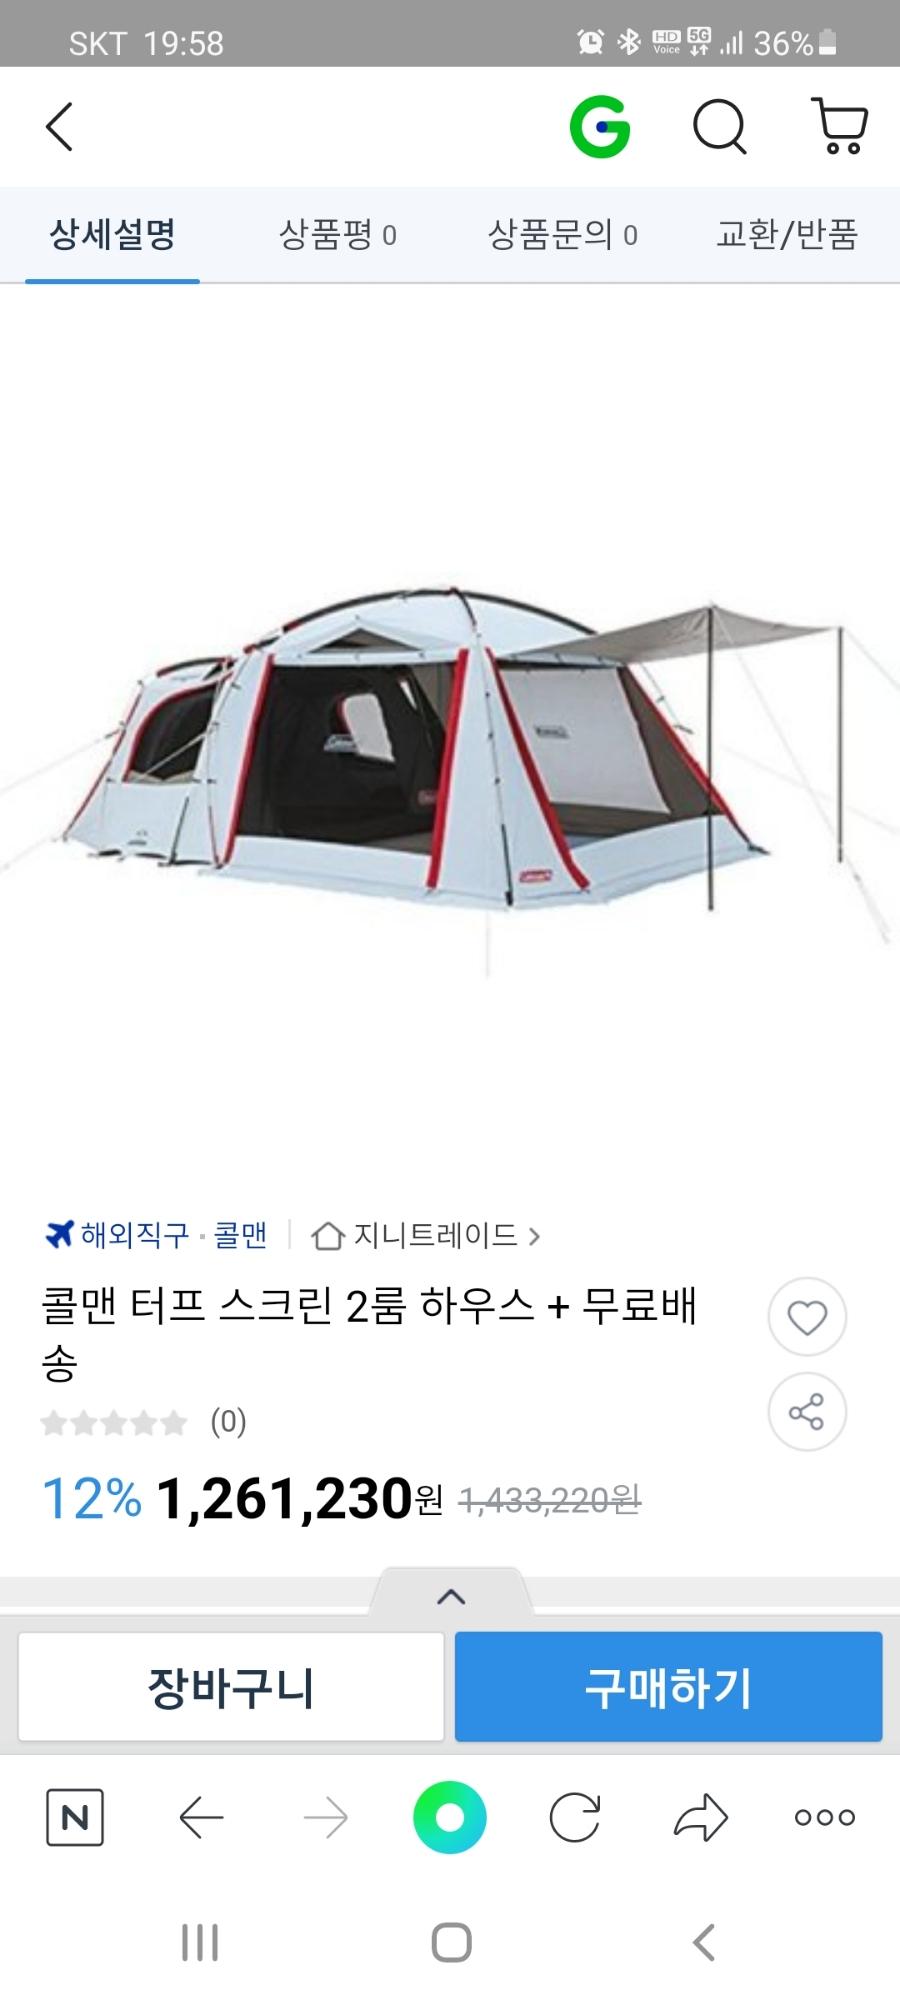 SKT 19:58 HD Voice 5G 36%
상세설명 상품평 0 상품문의 0 교환/반품
해외직구 · 콜맨 지니트레이드 >
콜맨 터프 스크린 2룸 하우스 + 무료배
송
(0)
12% 1,261,230원 1,433,220원
장바구니 구매하기
N